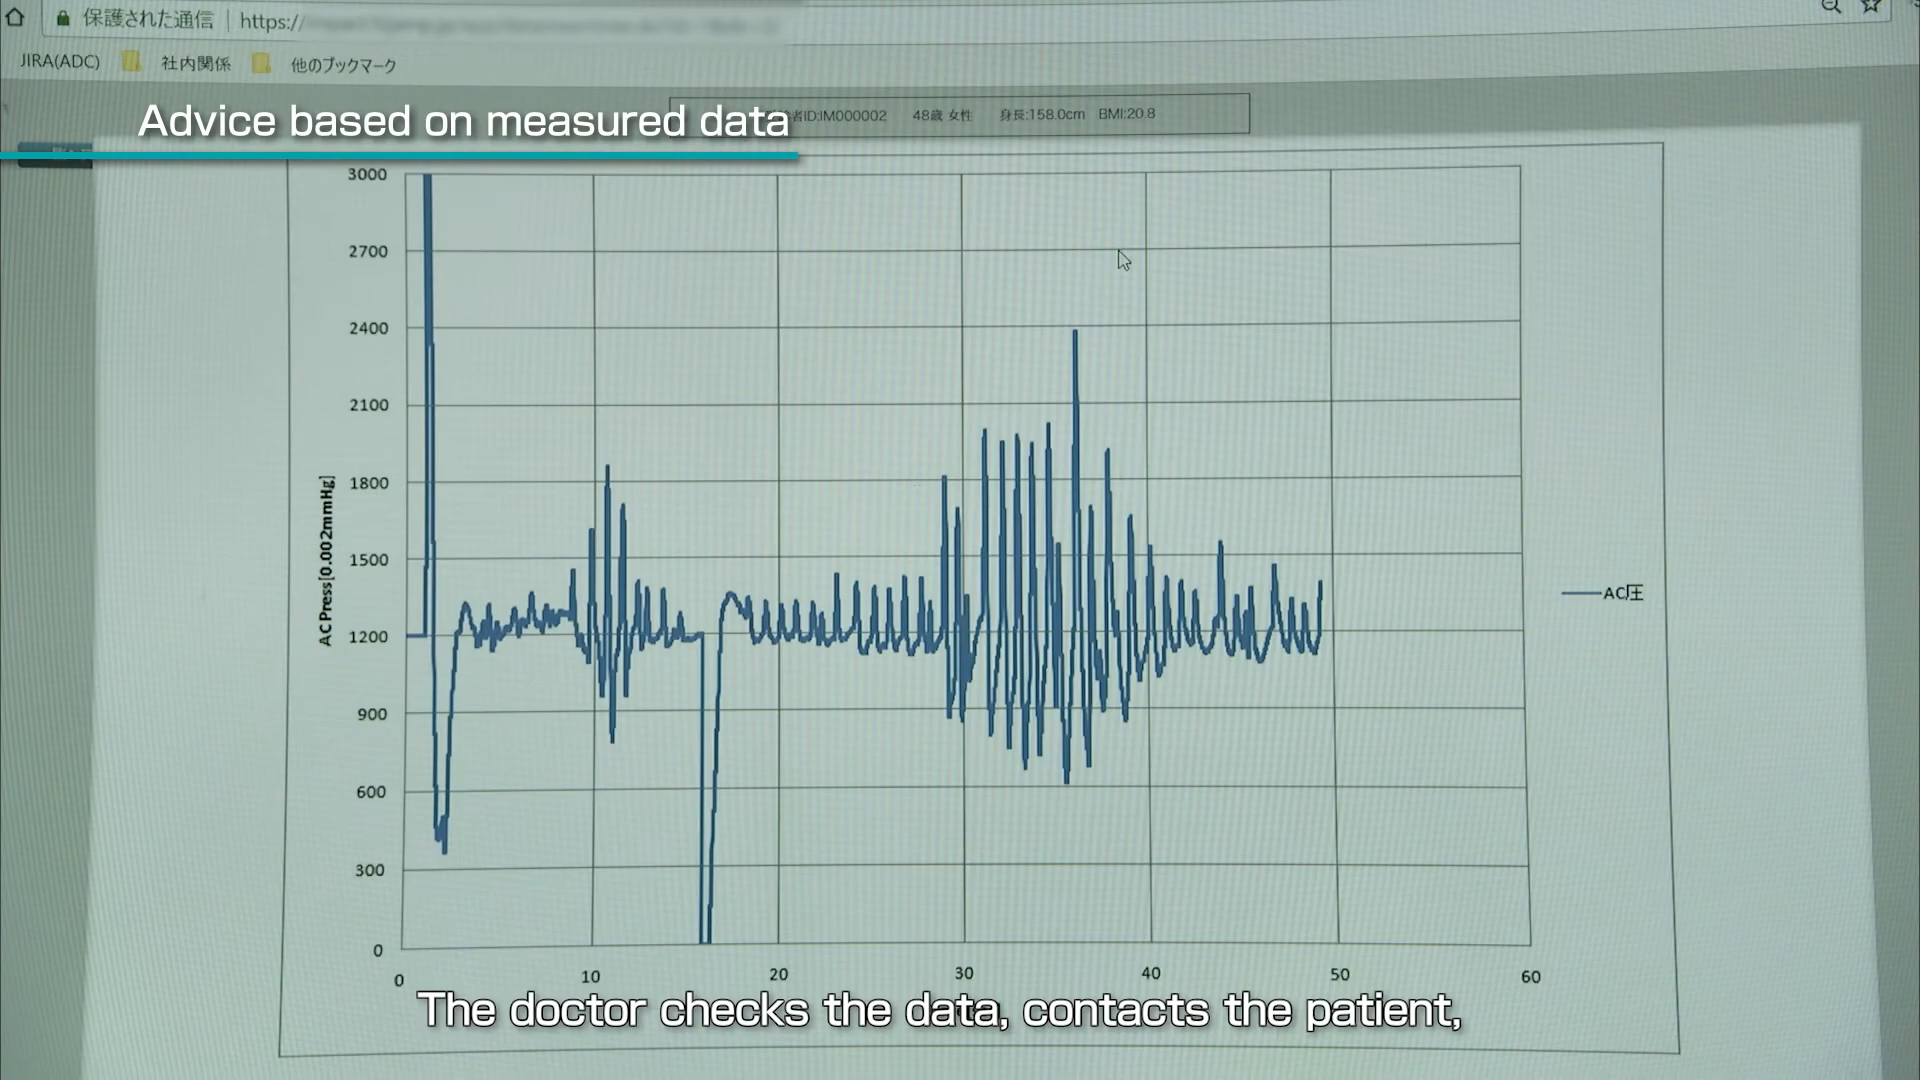 保護された通信 https://
JIRA(ADC) 社内関係 他のブックマーク
Advice based on measured data
者ID:IM000002 48歳 女性 身長:158.0cm BMI:20.8
3000
2700
2400
2100
1800
1500
1200
900
600
300
0
AC Press[0.002mmHg]
AC圧
0 10 20 30 40 50 60
The doctor checks the data, contacts the patient,